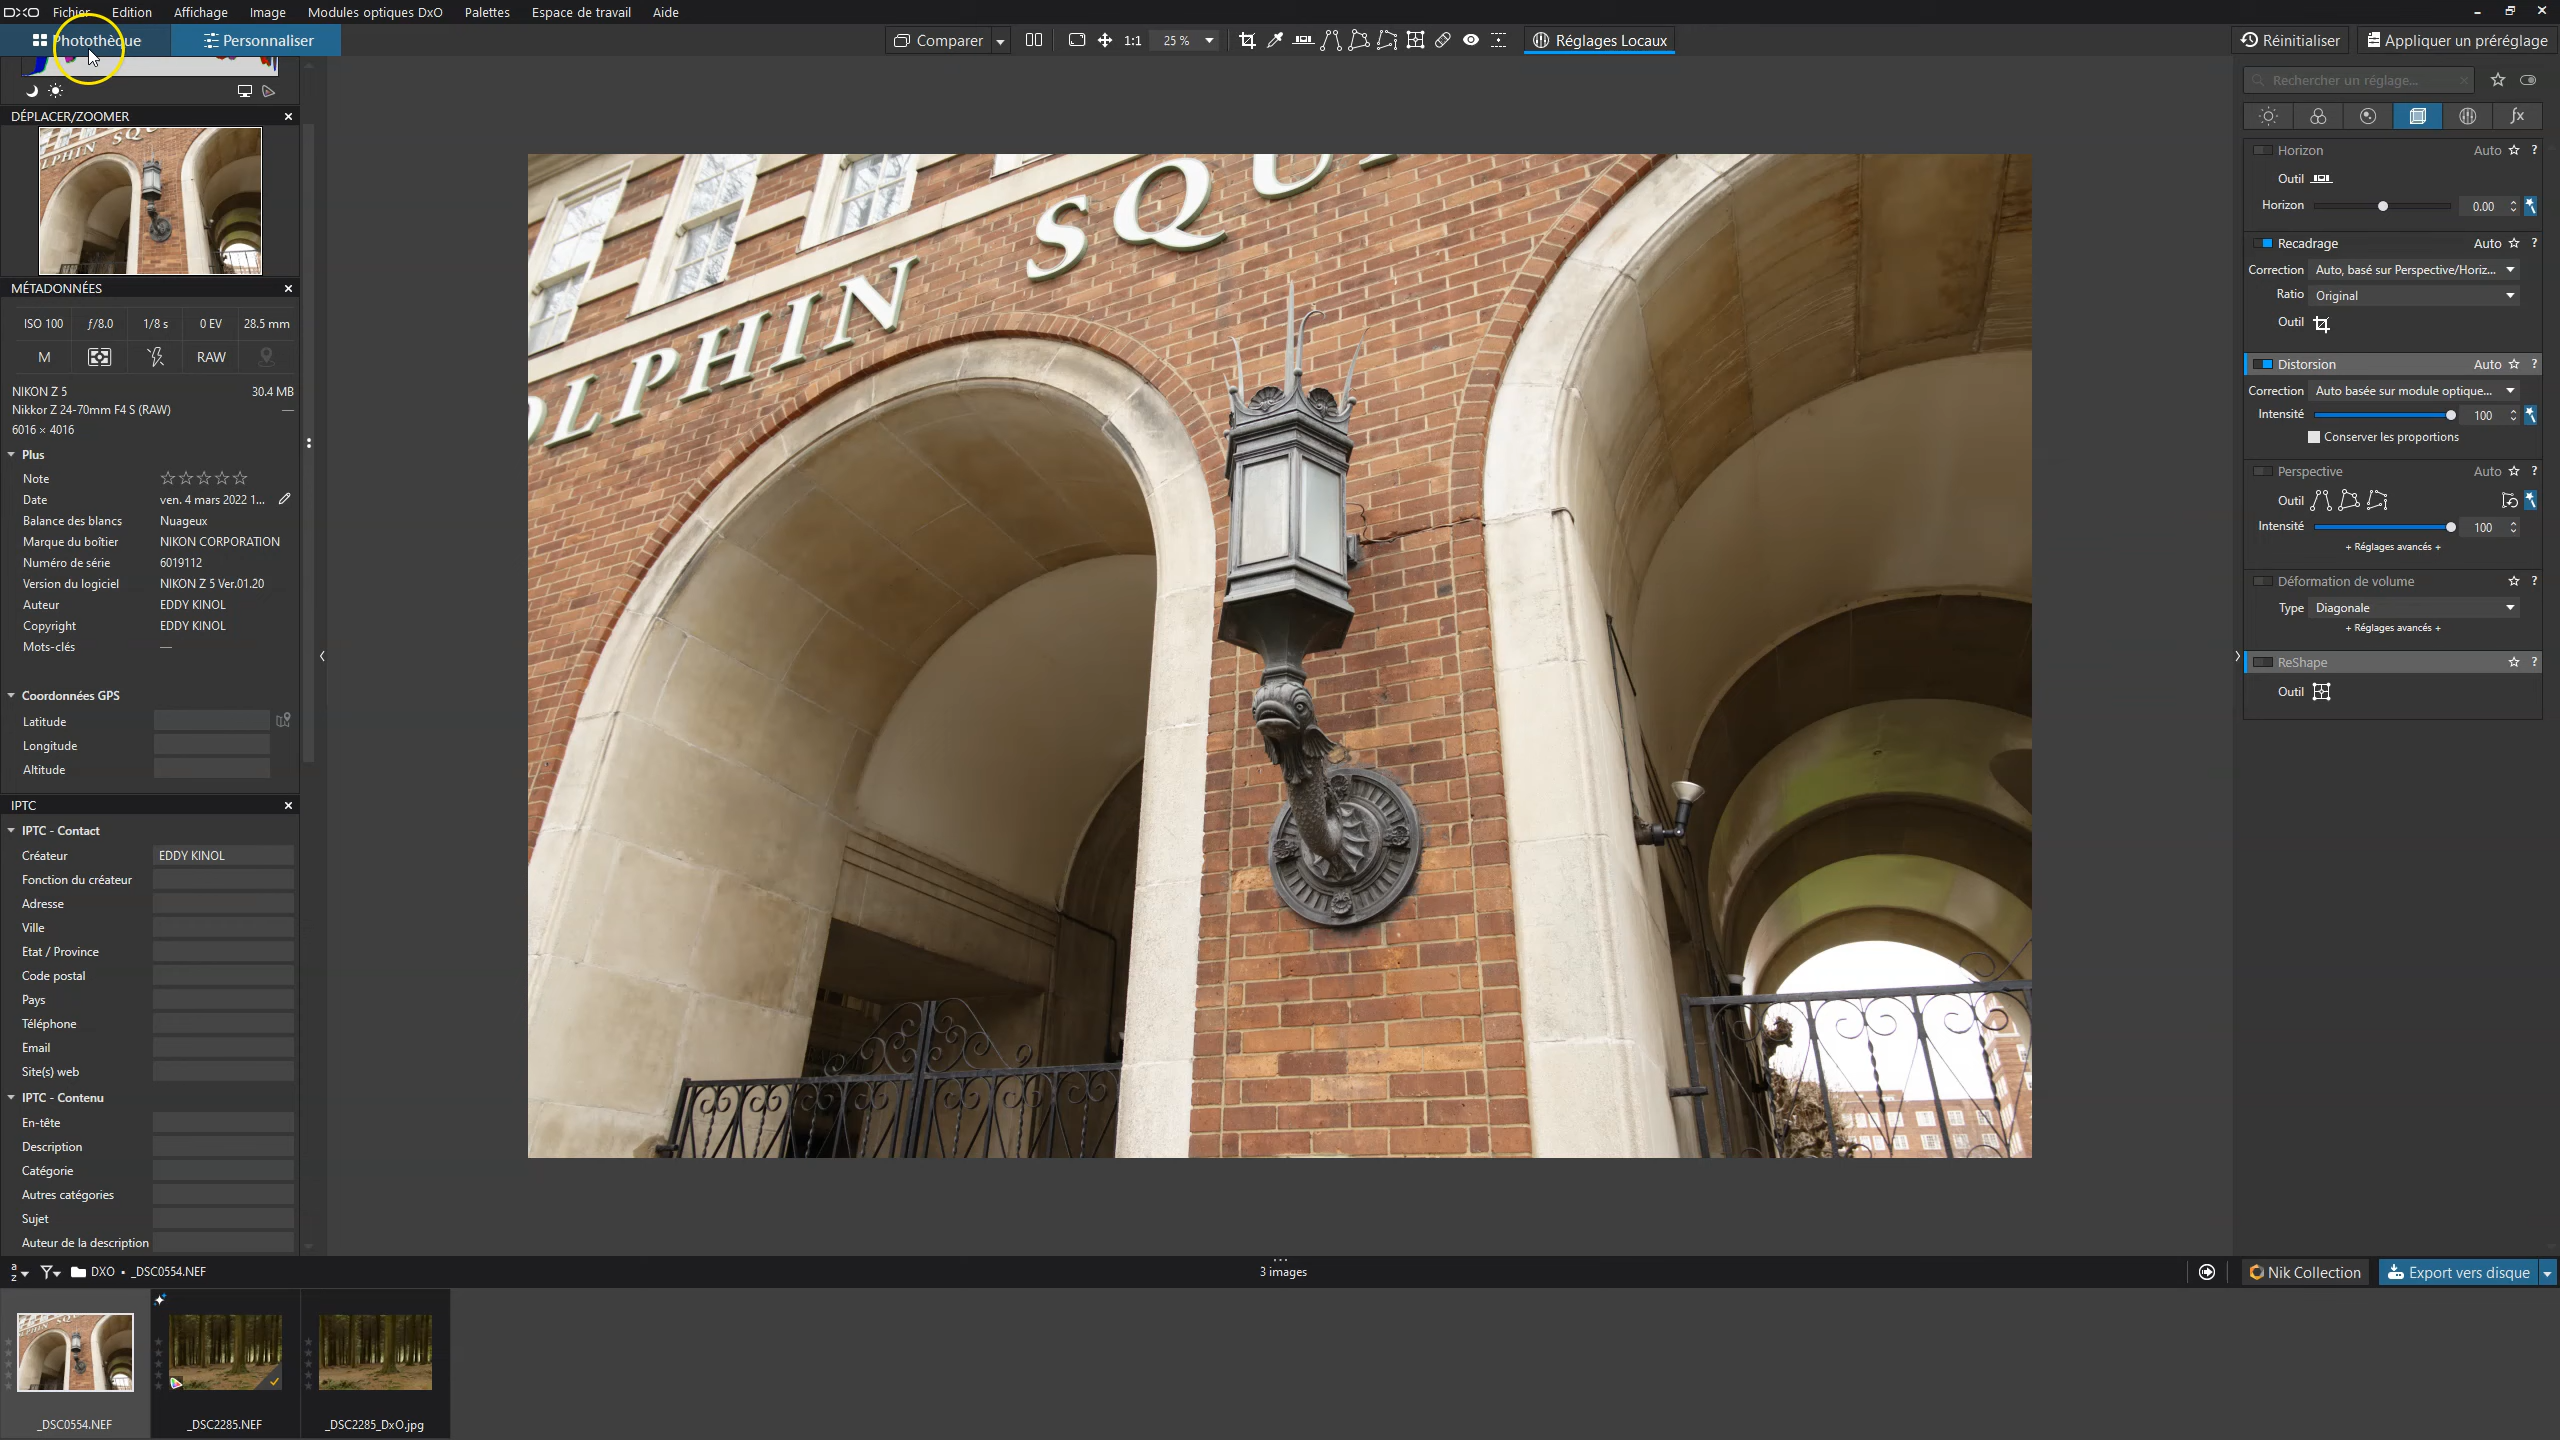 DXO Fichier Edition Affichage Image Modules optiques DxO Palettes Espace de travail Aide
Photothèque Personnaliser Comparer 1:1 25 % Réglages Locaux Réinitialiser Appliquer un préréglage
Rechercher un réglage...
DÉPLACER/ZOOMER
MÉTADONNÉES
ISO 100 ƒ/8.0 1/8 s 0 EV 28.5 mm
M RAW
NIKON Z 5 30.4 MB
Nikkor Z 24-70mm F4 S (RAW) —
6016 × 4016
Plus
Note
Date ven. 4 mars 2022 1...
Balance des blancs Nuageux
Marque du boîtier NIKON CORPORATION
Numéro de série 6019112
Version du logiciel NIKON Z 5 Ver.01.20
Auteur EDDY KINOL
Copyright EDDY KINOL
Mots-clés —
Coordonnées GPS
Latitude
Longitude
Altitude
IPTC
IPTC - Contact
Créateur EDDY KINOL
Fonction du créateur
Adresse
Ville
Etat / Province
Code postal
Pays
Téléphone
Email
Site(s) web
IPTC - Contenu
En-tête
Description
Catégorie
Autres catégories
Sujet
Auteur de la description
OLPHIN SQU
Horizon Auto ?
Outil
Horizon 0.00
Recadrage Auto ?
Correction Auto, basé sur Perspective/Horiz...
Ratio Original
Outil
Distorsion Auto ?
Correction Auto basée sur module optique...
Intensité 100
Conserver les proportions
Perspective Auto ?
Outil
Intensité 100
+ Réglages avancés +
Déformation de volume ?
Type Diagonale
+ Réglages avancés +
ReShape ?
Outil
DXO • _DSC0554.NEF 3 images Nik Collection Export vers disque
_DSC0554.NEF _DSC2285.NEF _DSC2285_DxO.jpg